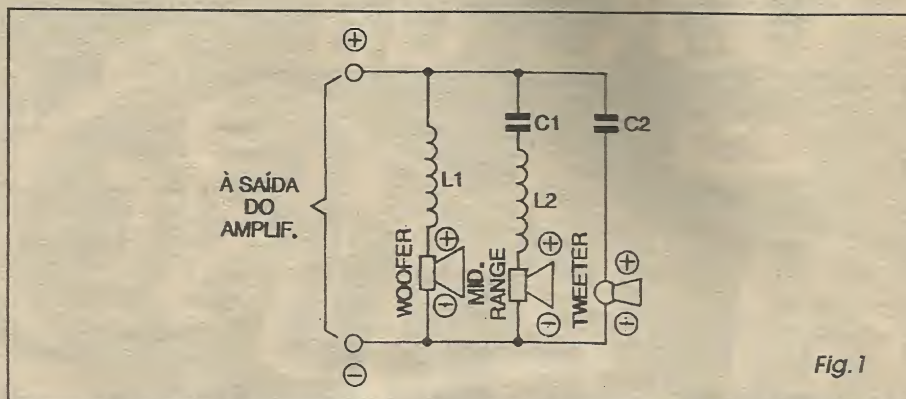 ⊕
À SAÍDA
DO
AMPLIF.
L1
WOOFER
⊕
⊖
C1
L2
MID.
RANGE
⊕
⊖
C2
TWEETER
⊕
⊖
⊖
Fig. 1